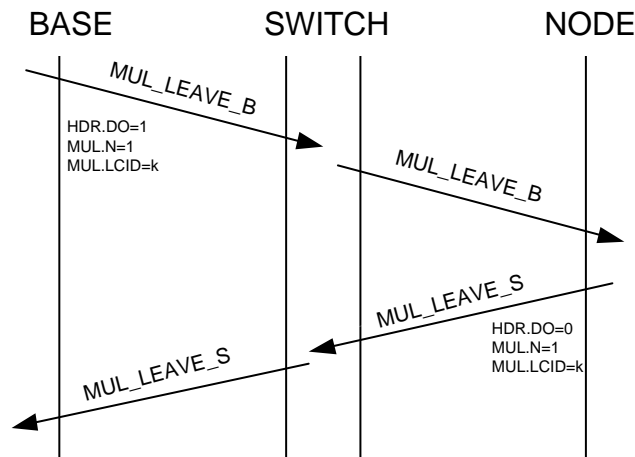 BASE SWITCH NODE
MUL_LEAVE_B
HDR.DO=1
MUL.N=1
MUL.LCID=k
MUL_LEAVE_B
MUL_LEAVE_S
HDR.DO=0
MUL.N=1
MUL.LCID=k
MUL_LEAVE_S